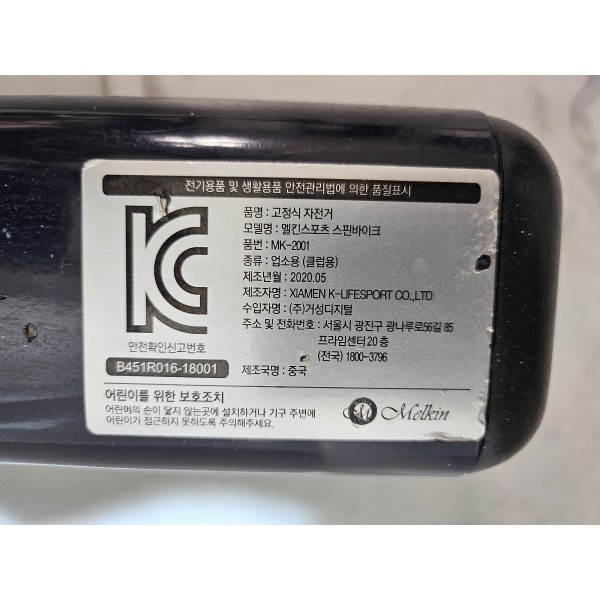 전기용품 및 생활용품 안전관리법에 의한 품질표시
품명 : 고정식 자전거
모델명 : 멜킨스포츠 스핀바이크
품번 : MK-2001
종류 : 업소용 (클럽용)
제조년월 : 2020.05
제조자명 : XIAMEN K-LIFESPORT CO.,LTD
수입자명 : (주)거성디지털
주소 및 전화번호 : 서울시 광진구 광나루로56길 85
프라임센터 20 층
(전국) 1800-3796
제조국명 : 중국
KC
안전확인신고번호
B451R016-18001
어린이를 위한 보호조치
어린에의 손이 닿지 않는곳에 설치하거나 기구 주변에
어린이가 접근하지 못하도록 주의해주세요.
M Melkin